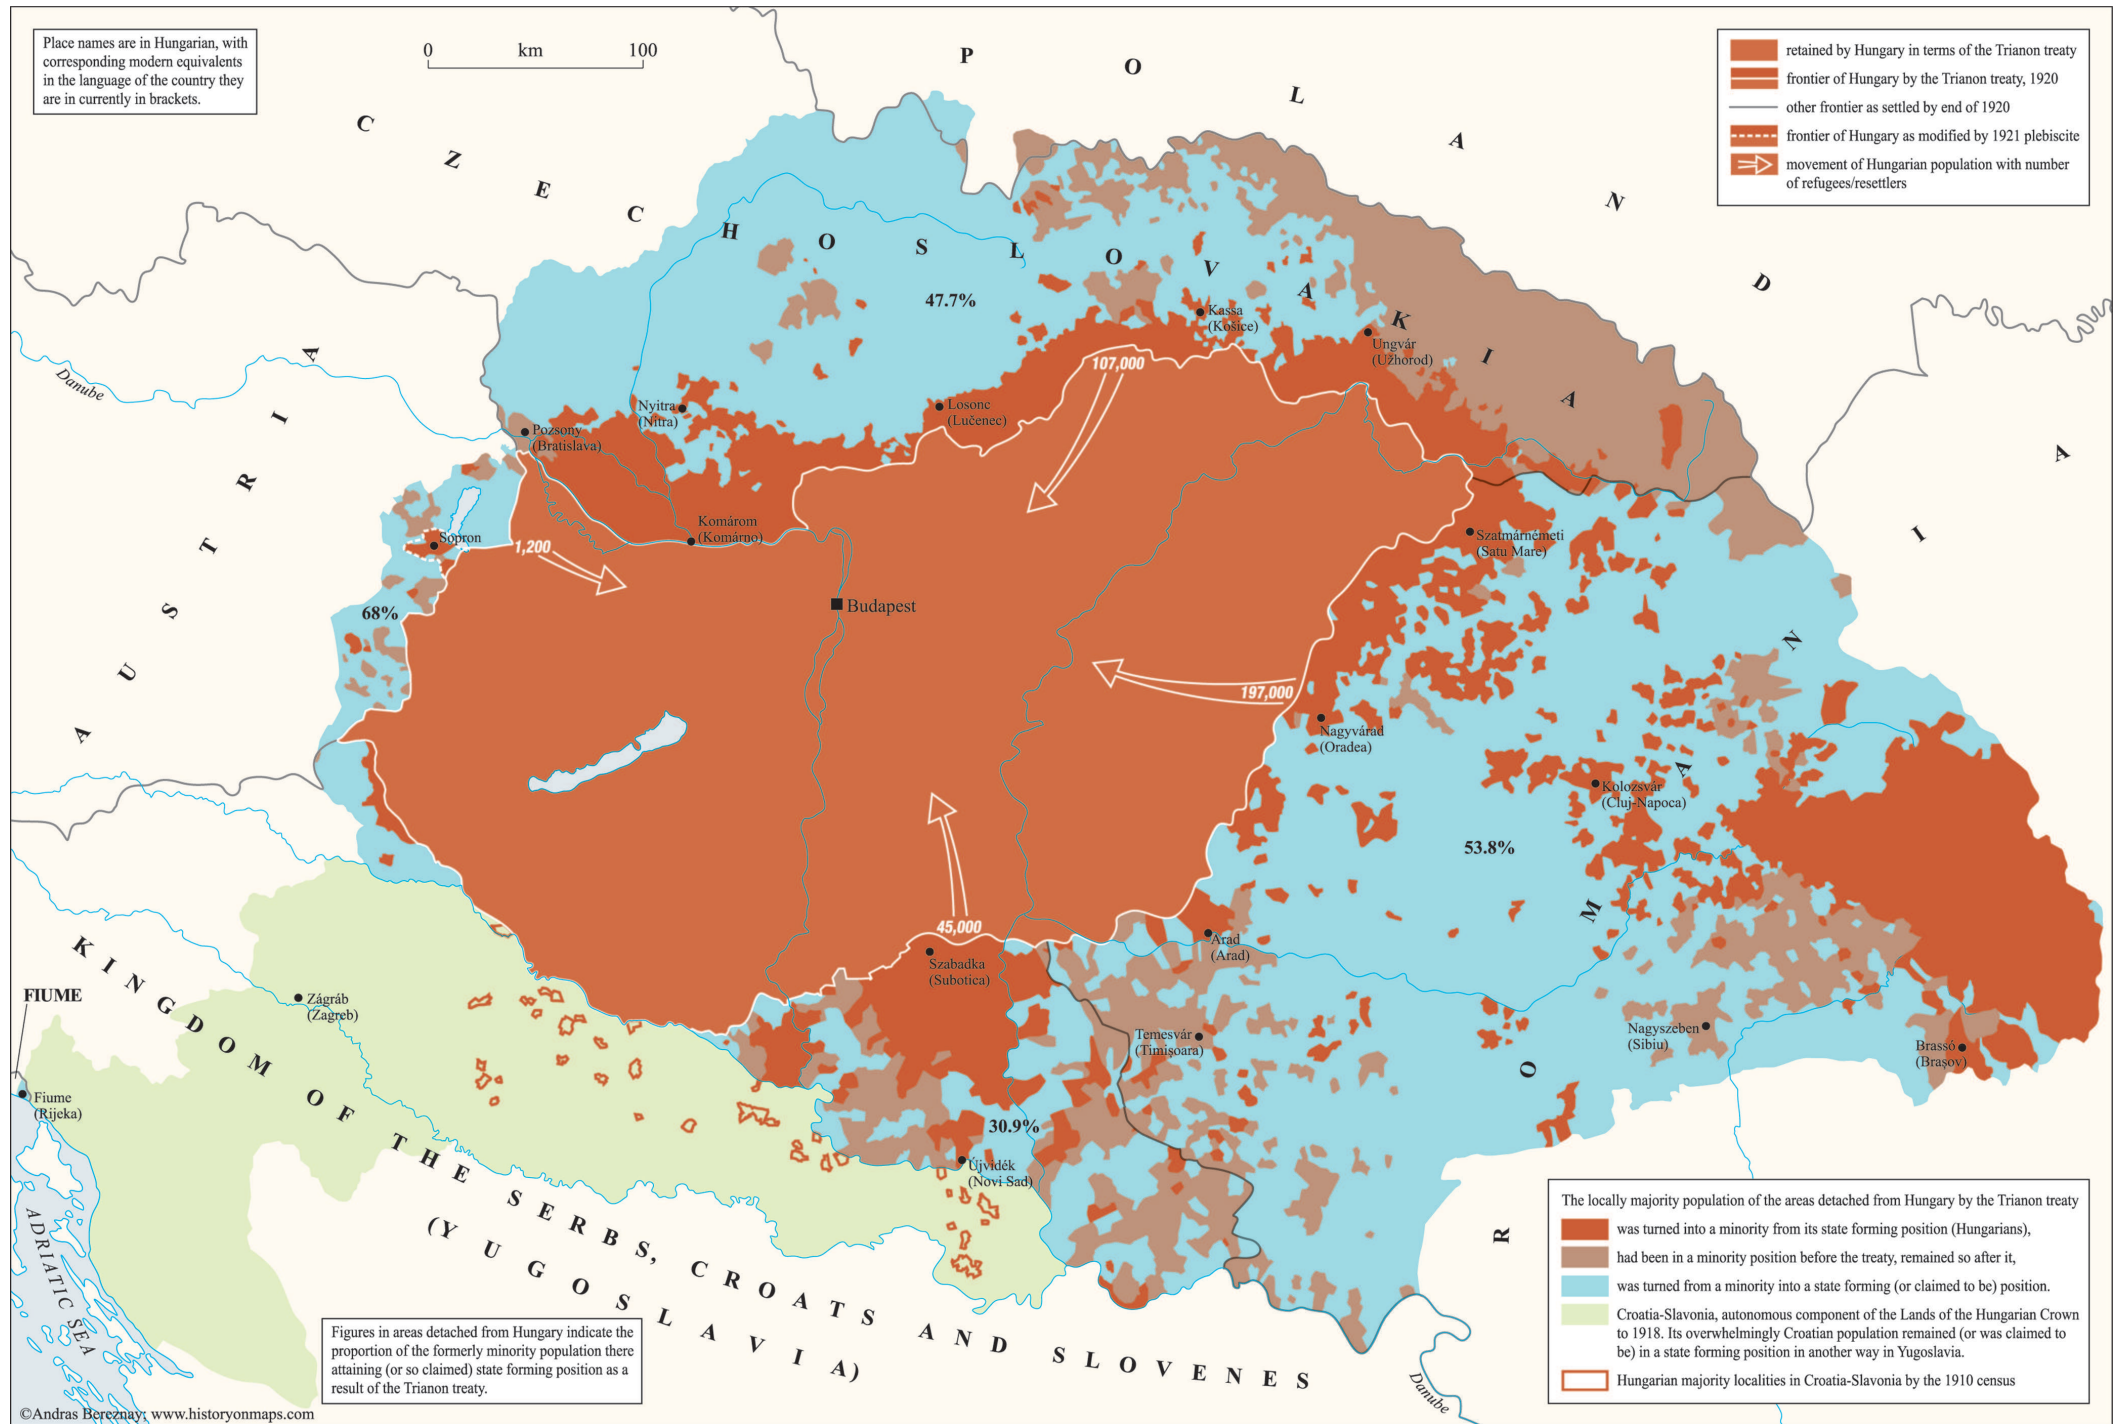 Place names are in Hungarian, with
corresponding modern equivalents
in the language of the country they
are in currently in brackets.
0 km 100
retained by Hungary in terms of the Trianon treaty
frontier of Hungary by the Trianon treaty, 1920
other frontier as settled by end of 1920
frontier of Hungary as modified by 1921 plebiscite
movement of Hungarian population with number
of refugees/resettlers
POLAND
CZECHOSLOVAKIA
AUSTRIA
ROMANIA
KINGDOM OF THE SERBS, CROATS AND SLOVENES
(YUGOSLAVIA)
Danube
47.7%
Kassa
(Košice)
Ungvár
(Užhorod)
107,000
Losonc
(Lučenec)
Nyitra
(Nitra)
Pozsony
(Bratislava)
Komárom
(Komárno)
Sopron
1,200
68%
Budapest
Szatmárnémeti
(Satu Mare)
197,000
Nagyvárad
(Oradea)
Kolozsvár
(Cluj-Napoca)
53.8%
45,000
Szabadka
(Subotica)
Arad
(Arad)
Temesvár
(Timişoara)
Nagyszeben
(Sibiu)
Brassó
(Braşov)
30.9%
Újvidék
(Novi Sad)
Zágráb
(Zagreb)
FIUME
Fiume
(Rijeka)
ADRIATIC SEA
Danube
Figures in areas detached from Hungary indicate the
proportion of the formerly minority population there
attaining (or so claimed) state forming position as a
result of the Trianon treaty.
The locally majority population of the areas detached from Hungary by the Trianon treaty
was turned into a minority from its state forming position (Hungarians),
had been in a minority position before the treaty, remained so after it,
was turned from a minority into a state forming (or claimed to be) position.
Croatia-Slavonia, autonomous component of the Lands of the Hungarian Crown
to 1918. Its overwhelmingly Croatian population remained (or was claimed to
be) in a state forming position in another way in Yugoslavia.
Hungarian majority localities in Croatia-Slavonia by the 1910 census
©Andras Bereznay; www.historyonmaps.com